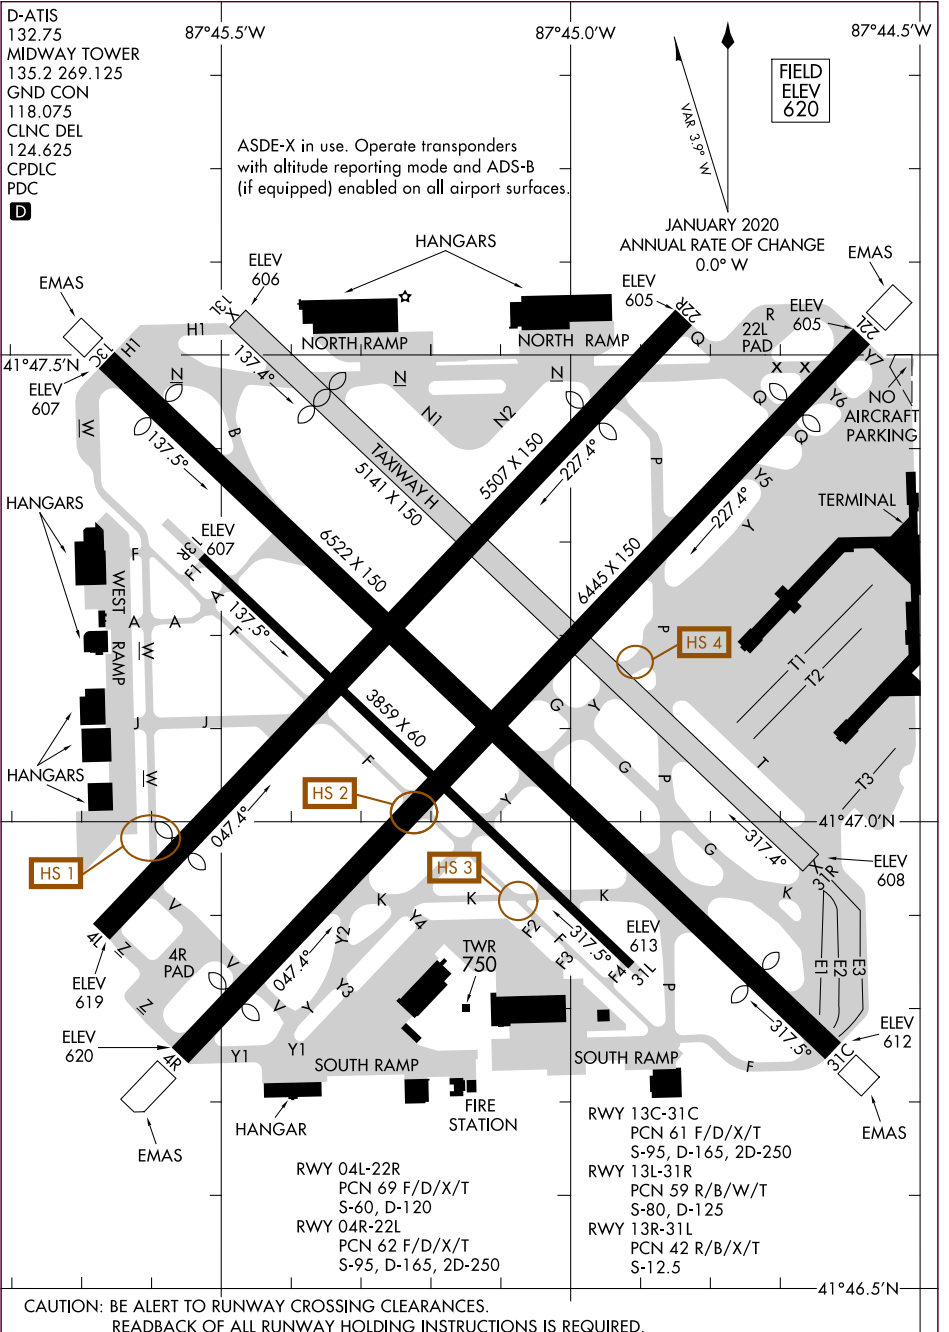 D-ATIS
132.75
MIDWAY TOWER
135.2 269.125
GND CON
118.075
CLNC DEL
124.625
CPDLC
PDC
D
87°45.5'W
87°45.0'W
87°44.5'W
FIELD
ELEV
620
VAR 3.9° W
JANUARY 2020
ANNUAL RATE OF CHANGE
0.0° W
ASDE-X in use. Operate transponders
with altitude reporting mode and ADS-B
(if equipped) enabled on all airport surfaces.
HANGARS
EMAS
ELEV
606
ELEV
605
R
22L
PAD
ELEV
605
EMAS
13L
X
H1
NORTH RAMP
NORTH RAMP
22R
Q
22L
Y7
13C
H1
41°47.5'N
ELEV
607
N
137.4°
N
N
N1
N2
X
X
Q
Q
Y6
NO
AIRCRAFT
PARKING
W
137.5°
B
TAXIWAY H
5141 X 150
5507 X 150
227.4°
P
Y5
227.4°
Y
TERMINAL
HANGARS
13R
ELEV
607
F1
F
WEST
RAMP
A
A
W
A
F
137.5°
6522 X 150
6445 X 150
P
HS 4
T1
T2
J
J
3859 X 60
G
Y
G
P
T
T3
HANGARS
W
F
HS 2
Y
41°47.0'N
HS 1
047.4°
HS 3
G
317.4°
31R
X
ELEV
608
4L
Z
V
4R
PAD
V
Z
V
K
Y4
K
K
K
Y2
Y3
Y
047.4°
F2
F
F3
317.5°
F4
31L
ELEV
613
TWR
750
P
E1
E2
E3
ELEV
619
ELEV
620
4R
Y1
Y1
SOUTH RAMP
SOUTH RAMP
F
317.5°
31C
ELEV
612
EMAS
HANGAR
FIRE
STATION
EMAS
RWY 04L-22R
PCN 69 F/D/X/T
S-60, D-120
RWY 04R-22L
PCN 62 F/D/X/T
S-95, D-165, 2D-250
RWY 13C-31C
PCN 61 F/D/X/T
S-95, D-165, 2D-250
RWY 13L-31R
PCN 59 R/B/W/T
S-80, D-125
RWY 13R-31L
PCN 42 R/B/X/T
S-12.5
41°46.5'N
CAUTION: BE ALERT TO RUNWAY CROSSING CLEARANCES.
READBACK OF ALL RUNWAY HOLDING INSTRUCTIONS IS REQUIRED.